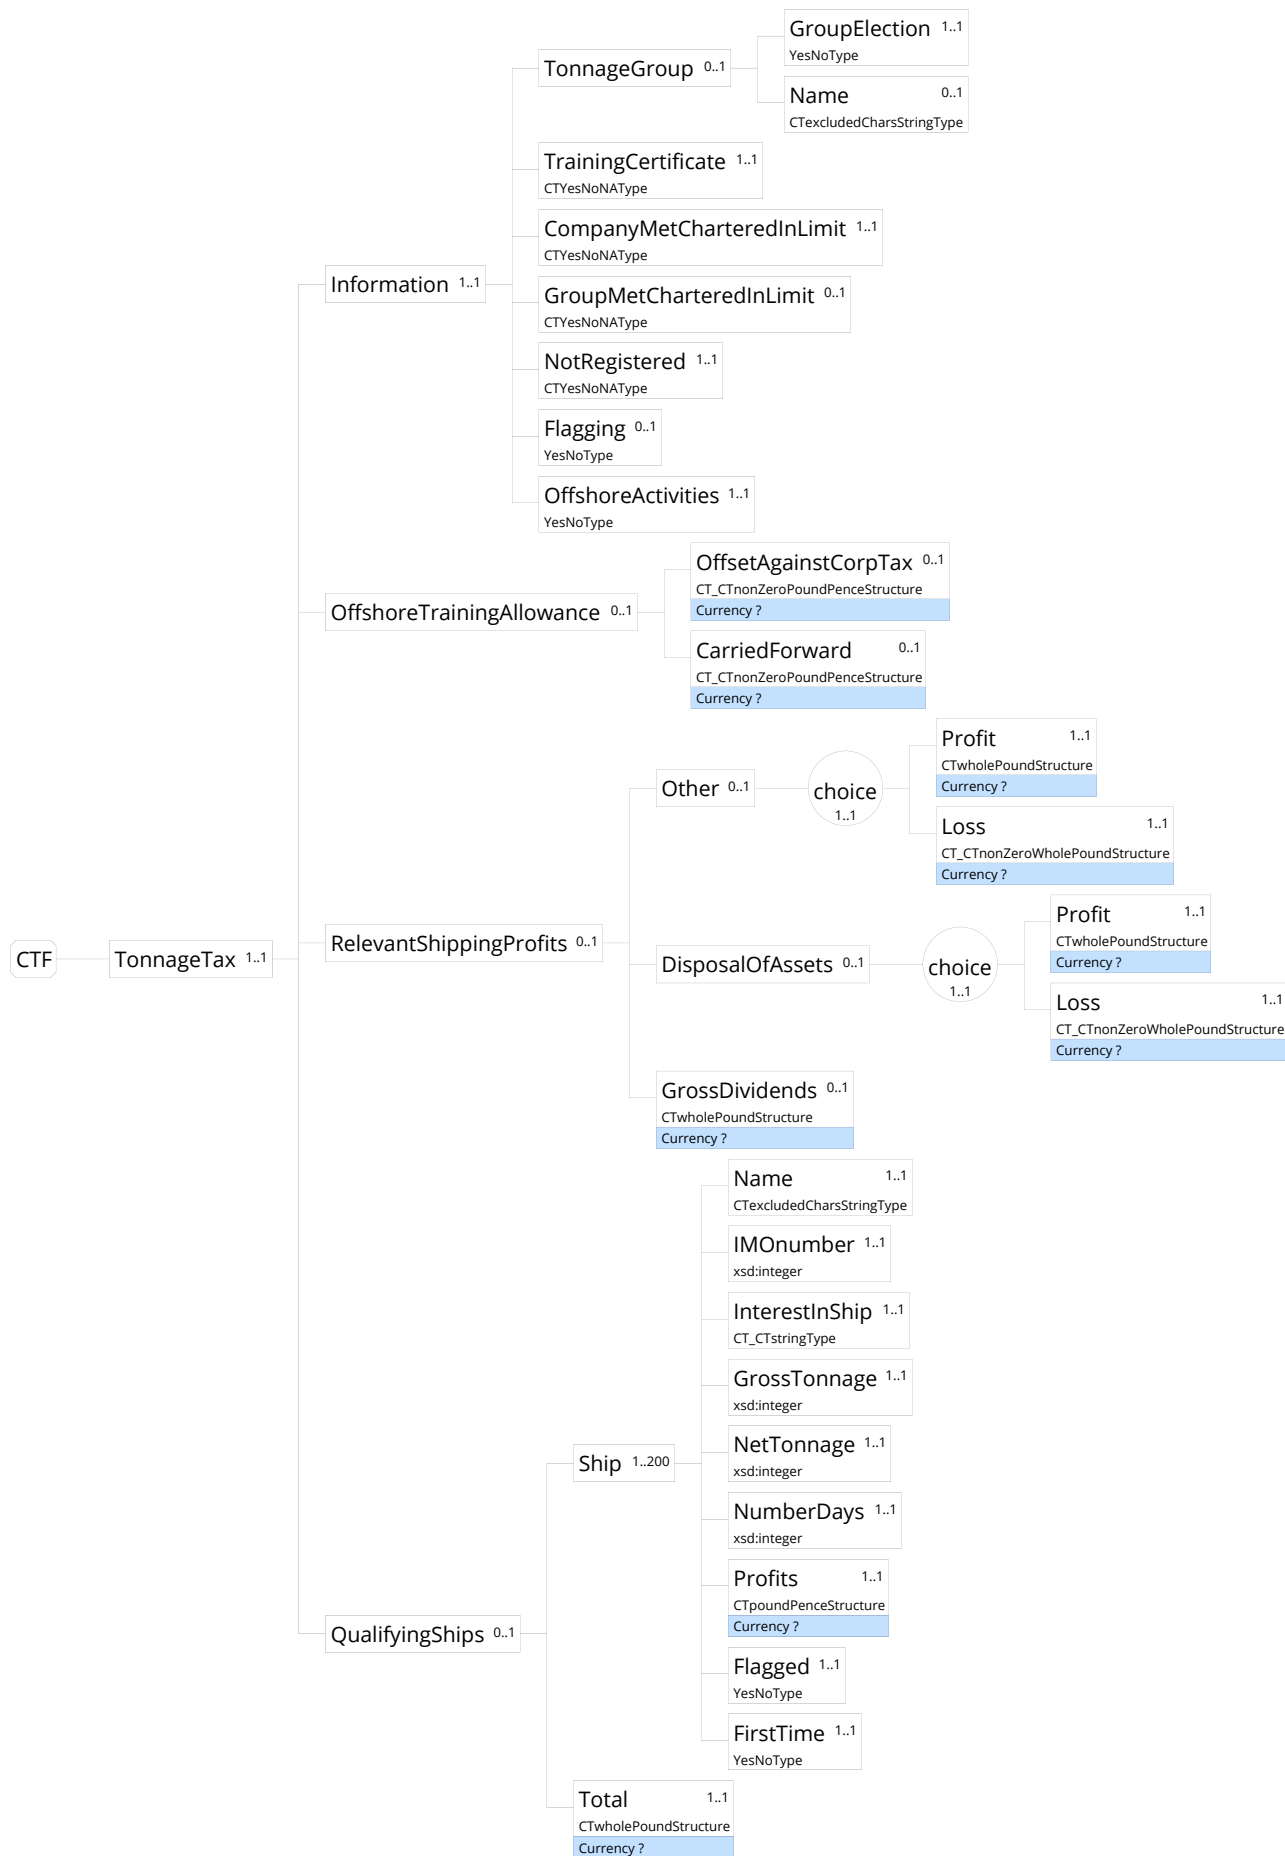 GroupElection 1..1
YesNoType
TonnageGroup 0..1
Name 0..1
CTexcludedCharsStringType
TrainingCertificate 1..1
CTYesNoNAType
CompanyMetCharteredInLimit 1..1
CTYesNoNAType
Information 1..1
GroupMetCharteredInLimit 0..1
CTYesNoNAType
NotRegistered 1..1
CTYesNoNAType
Flagging 0..1
YesNoType
OffshoreActivities 1..1
YesNoType
OffsetAgainstCorpTax 0..1
CT_CTnonZeroPoundPenceStructure
Currency ?
OffshoreTrainingAllowance 0..1
CarriedForward 0..1
CT_CTnonZeroPoundPenceStructure
Currency ?
Profit 1..1
CTwholePoundStructure
Currency ?
Other 0..1
choice
1..1
Loss 1..1
CT_CTnonZeroWholePoundStructure
Currency ?
Profit 1..1
CTwholePoundStructure
Currency ?
CTF
TonnageTax 1..1
RelevantShippingProfits 0..1
DisposalOfAssets 0..1
choice
1..1
Loss 1..1
CT_CTnonZeroWholePoundStructure
Currency ?
GrossDividends 0..1
CTwholePoundStructure
Currency ?
Name 1..1
CTexcludedCharsStringType
IMOnumber 1..1
xsd:integer
InterestInShip 1..1
CT_CTstringType
GrossTonnage 1..1
xsd:integer
Ship 1..200
NetTonnage 1..1
xsd:integer
NumberDays 1..1
xsd:integer
Profits 1..1
CTpoundPenceStructure
Currency ?
QualifyingShips 0..1
Flagged 1..1
YesNoType
FirstTime 1..1
YesNoType
Total 1..1
CTwholePoundStructure
Currency ?